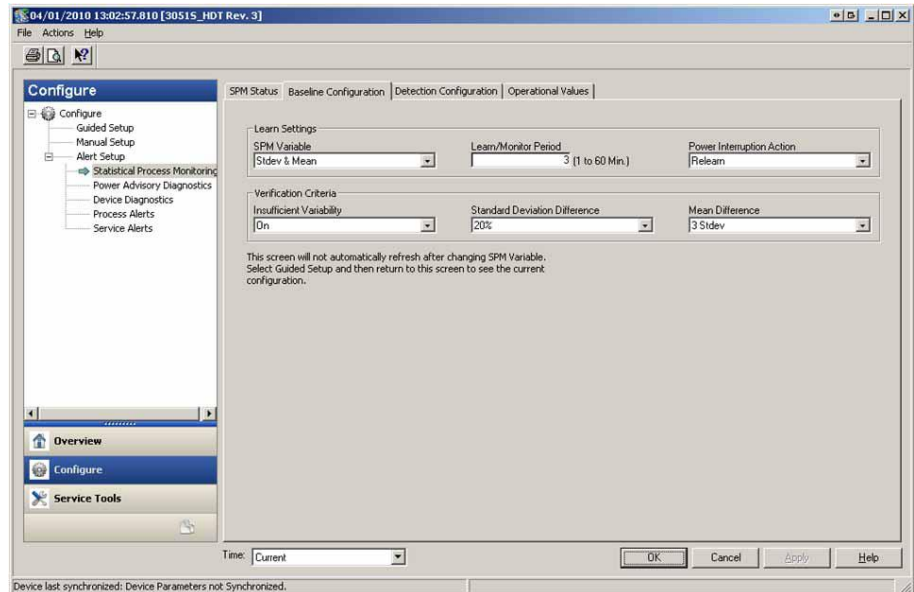 04/01/2010 13:02:57.810 [3051S_HDT Rev. 3]
File Actions Help
Configure
Configure
Guided Setup
Manual Setup
Alert Setup
Statistical Process Monitoring
Power Advisory Diagnostics
Device Diagnostics
Process Alerts
Service Alerts
Overview
Configure
Service Tools
SPM Status Baseline Configuration Detection Configuration Operational Values
Learn Settings
SPM Variable Learn/Monitor Period Power Interruption Action
Stdev & Mean 3 (1 to 60 Min.) Relearn
Verification Criteria
Insufficient Variability Standard Deviation Difference Mean Difference
On 20% 3 Stdev
This screen will not automatically refresh after changing SPM Variable.
Select Guided Setup and then return to this screen to see the current
configuration.
Time: Current OK Cancel Apply Help
Device last synchronized: Device Parameters not Synchronized.